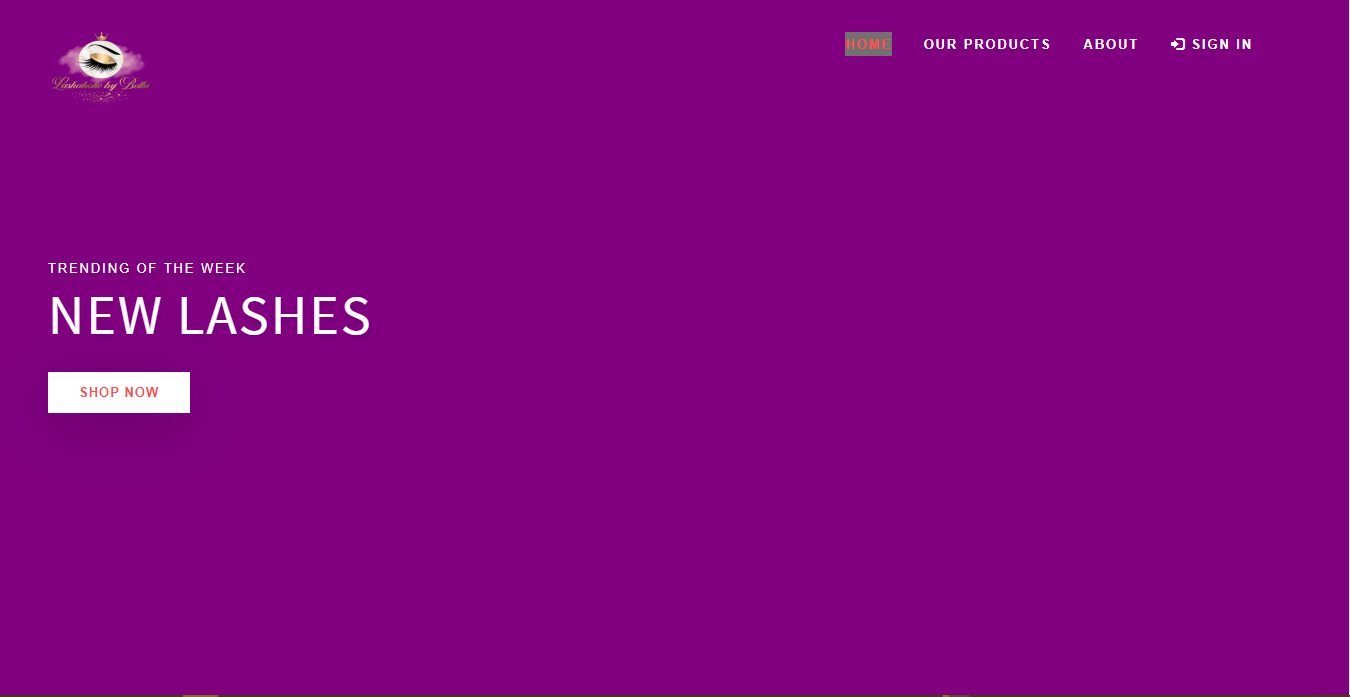 Lashaholic by Bella
HOME OUR PRODUCTS ABOUT SIGN IN
TRENDING OF THE WEEK
NEW LASHES
SHOP NOW